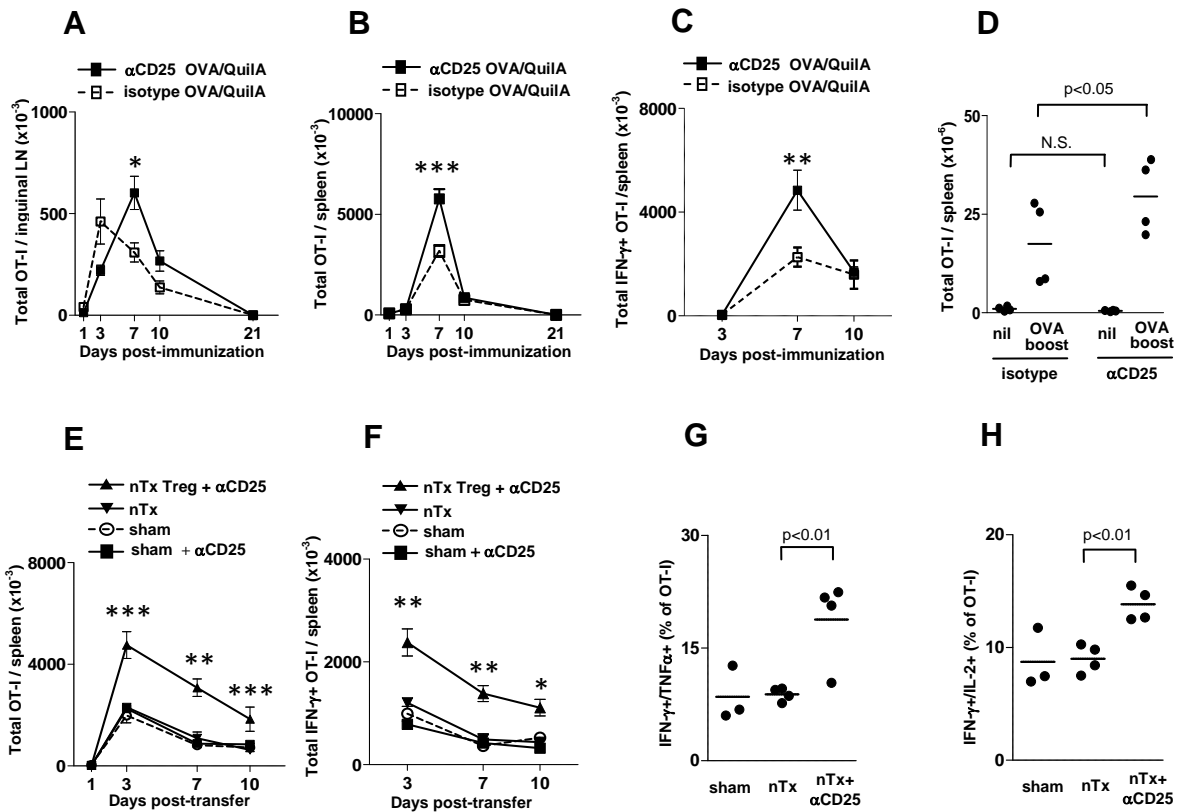 A
αCD25 OVA/QuilA
isotype OVA/QuilA
Total OT-I / inguinal LN (x10-3)
1000
500
0
*
1 3 7 10 21
Days post-immunization
B
αCD25 OVA/QuilA
isotype OVA/QuilA
Total OT-I / spleen (x10-3)
10000
5000
0
***
1 3 7 10 21
Days post-immunization
C
αCD25 OVA/QuilA
isotype OVA/QuilA
Total IFN-γ+ OT-I /spleen (x10-3)
8000
4000
0
**
3 7 10
Days post-immunization
D
Total OT-I / spleen (x10-6)
50
25
0
p<0.05
N.S.
nil OVA nil OVA
boost boost
isotype αCD25
E
nTx Treg + αCD25
nTx
sham
sham + αCD25
Total OT-I / spleen (x10-3)
8000
4000
0
*** ** ***
1 3 7 10
Days post-transfer
F
nTx Treg + αCD25
nTx
sham
sham + αCD25
Total IFN-γ+ OT-I / spleen (x10-3)
4000
2000
0
** ** *
3 7 10
Days post-transfer
G
IFN-γ+/TNFα+ (% of OT-I)
30
15
0
p<0.01
sham nTx nTx+
αCD25
H
IFN-γ+/IL-2+ (% of OT-I)
20
10
0
p<0.01
sham nTx nTx+
αCD25